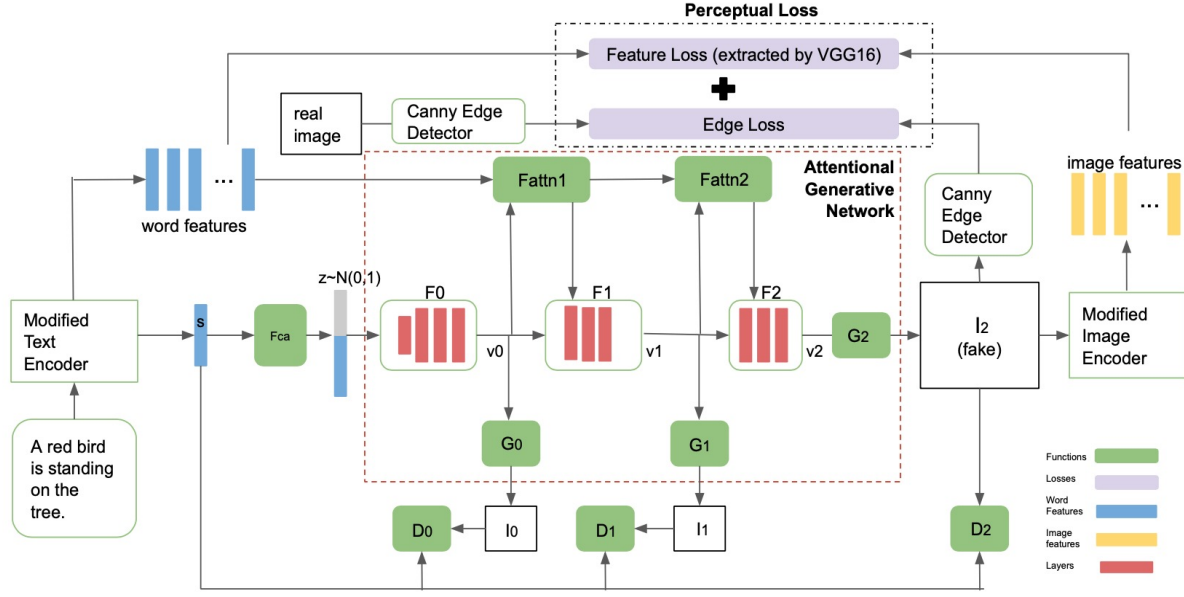 Perceptual Loss
Feature Loss (extracted by VGG16)
real
image
Canny Edge
Detector
Edge Loss
Fattn1
Fattn2
Attentional
Generative
Network
...
word features
image features
...
Canny
Edge
Detector
z~N(0,1)
F0
F1
F2
Modified
Text
Encoder
s
Fca
v0
v1
v2
G2
I2
(fake)
Modified
Image
Encoder
A red bird
is standing
on the
tree.
G0
G1
D0
I0
D1
I1
D2
Functions
Losses
Word
Features
Image
features
Layers